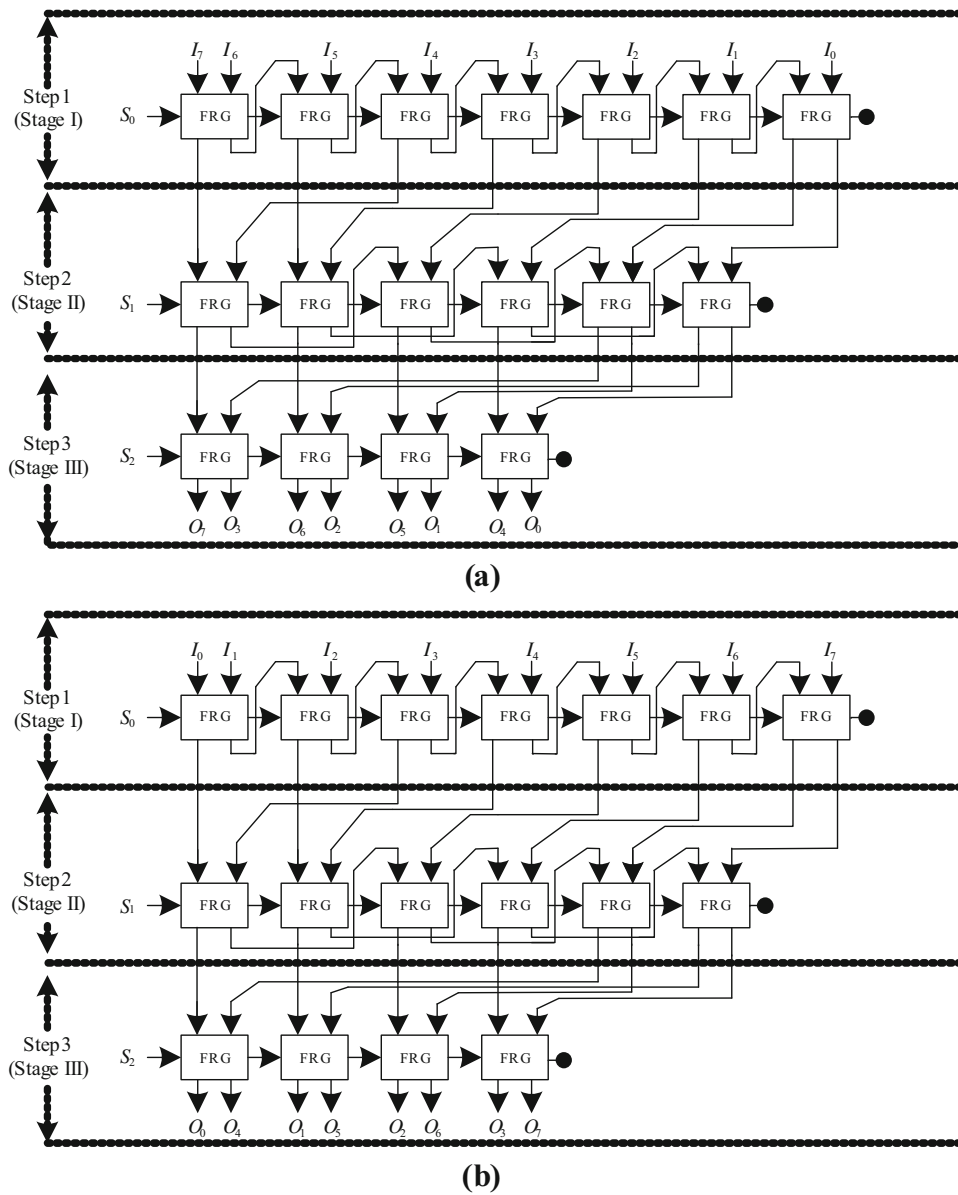 I₇ I₆ I₅ I₄ I₃ I₂ I₁ I₀
Step1
(Stage I)
S₀ FRG FRG FRG FRG FRG FRG FRG
Step2
(Stage II)
S₁ FRG FRG FRG FRG FRG FRG
Step3
(Stage III)
S₂ FRG FRG FRG FRG
O₇ O₃ O₆ O₂ O₅ O₁ O₄ O₀
(a)
I₀ I₁ I₂ I₃ I₄ I₅ I₆ I₇
Step1
(Stage I)
S₀ FRG FRG FRG FRG FRG FRG FRG
Step2
(Stage II)
S₁ FRG FRG FRG FRG FRG FRG
Step3
(Stage III)
S₂ FRG FRG FRG FRG
O₀ O₄ O₁ O₅ O₂ O₆ O₃ O₇
(b)